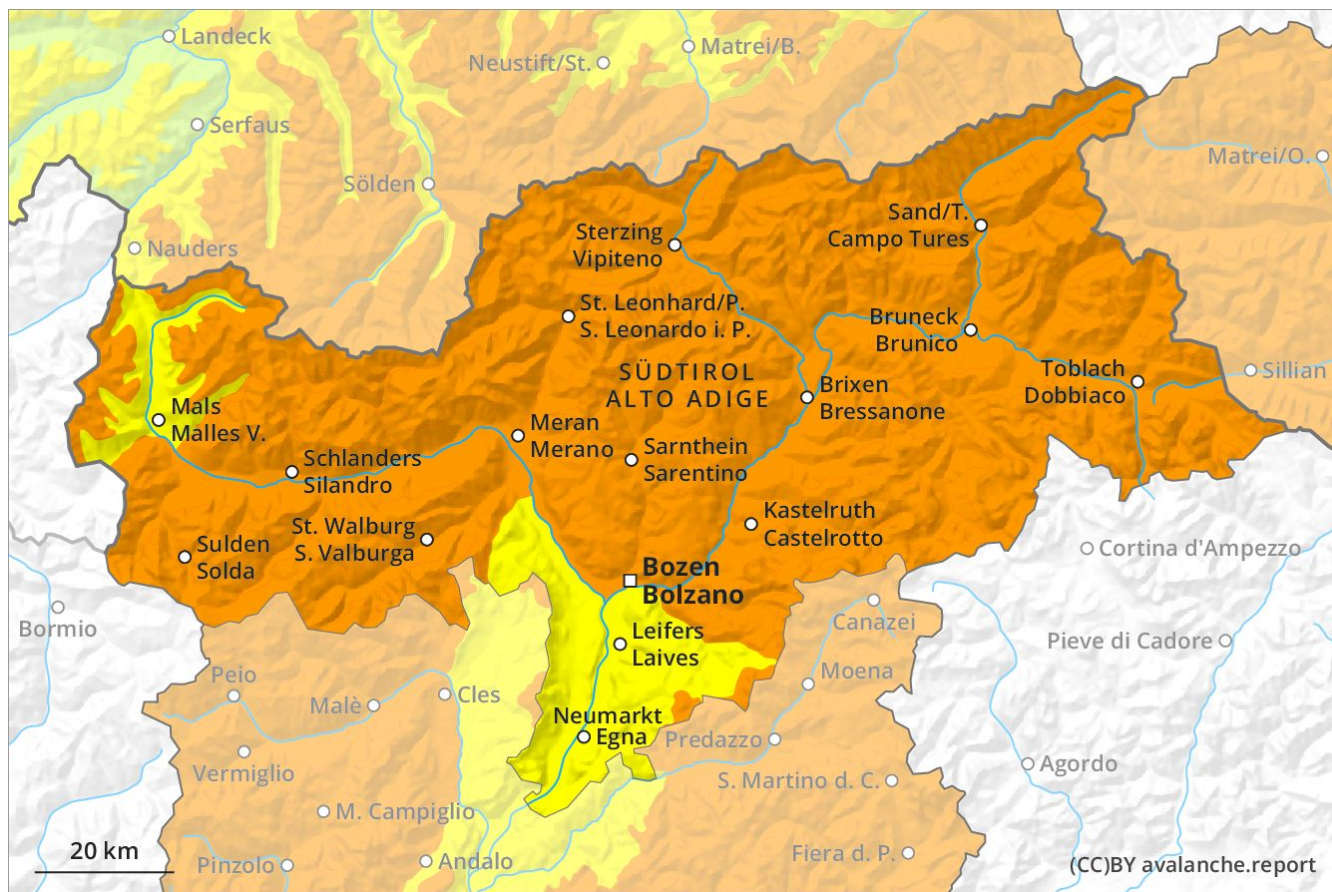 Landeck
Matrei/B.
Neustift/St.
Serfaus
Matrei/O.
Sölden
Sand/T.
Campo Tures
Sterzing
Vipiteno
Nauders
St. Leonhard/P.
S. Leonardo i. P.
Bruneck
Brunico
SÜDTIROL
ALTO ADIGE
Toblach
Dobbiaco
Sillian
Brixen
Bressanone
Mals
Malles V.
Meran
Merano
Sarnthein
Sarentino
Schlanders
Silandro
Kastelruth
Castelrotto
St. Walburg
S. Valburga
Sulden
Solda
Cortina d'Ampezzo
Bozen
Bolzano
Bormio
Canazei
Leifers
Laives
Pieve di Cadore
Peio
Moena
Malè
Cles
Neumarkt
Egna
Predazzo
Vermiglio
Agordo
S. Martino d. C.
M. Campiglio
20 km
Pinzolo
Andalo
Fiera d. P.
(CC)BY avalanche.report